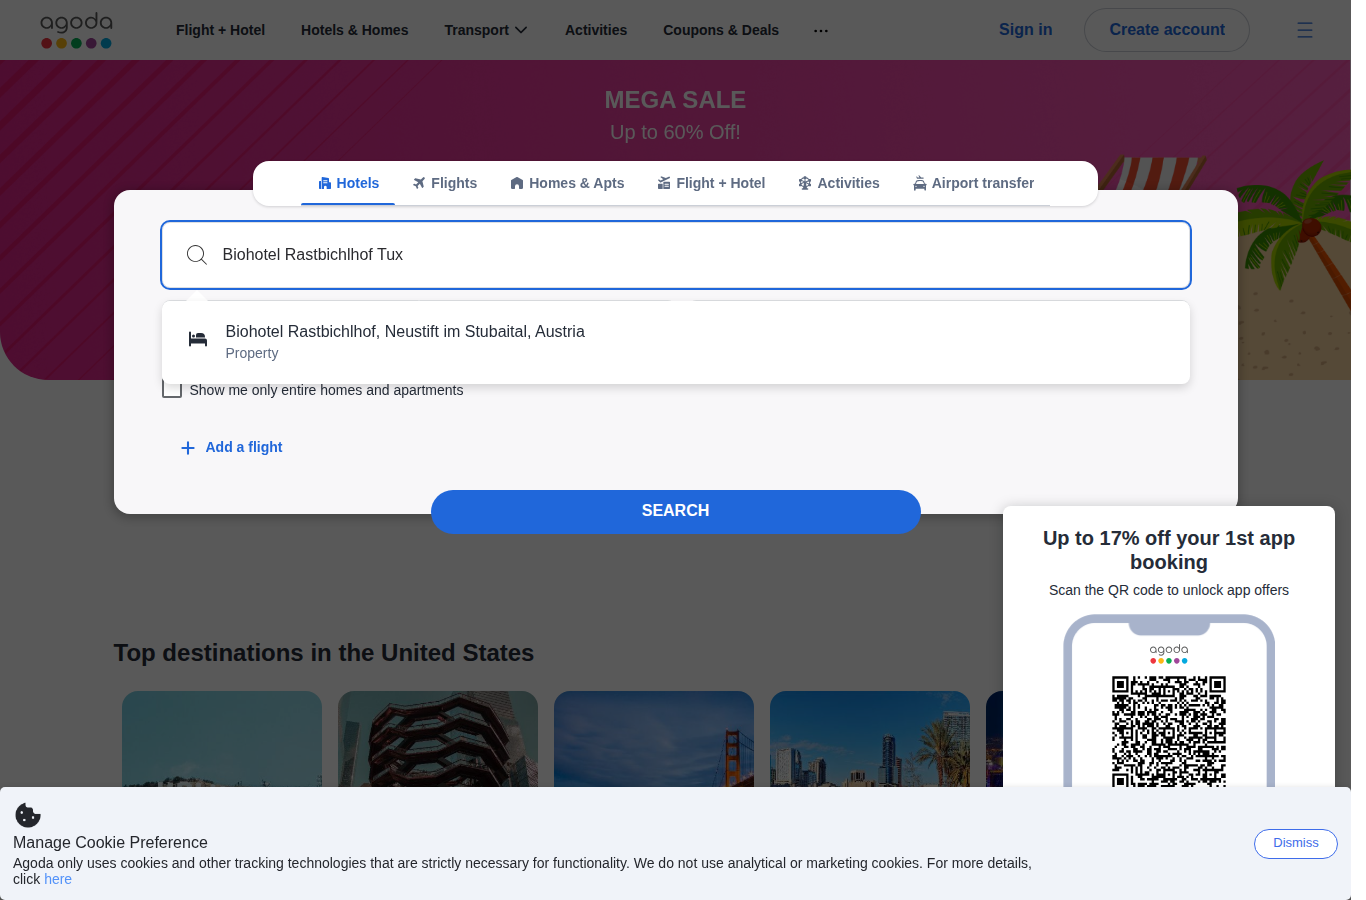 agoda
Flight + Hotel
Hotels & Homes
Transport
Activities
Coupons & Deals
Sign in
Create account
MEGA SALE
Up to 60% Off!
Hotels
Flights
Homes & Apts
Flight + Hotel
Activities
Airport transfer
Biohotel Rastbichlhof Tux
Biohotel Rastbichlhof, Neustift im Stubaital, Austria
Property
Show me only entire homes and apartments
Add a flight
SEARCH
Up to 17% off your 1st app
booking
Scan the QR code to unlock app offers
agoda
Top destinations in the United States
Manage Cookie Preference
Agoda only uses cookies and other tracking technologies that are strictly necessary for functionality. We do not use analytical or marketing cookies. For more details,
click here
Dismiss